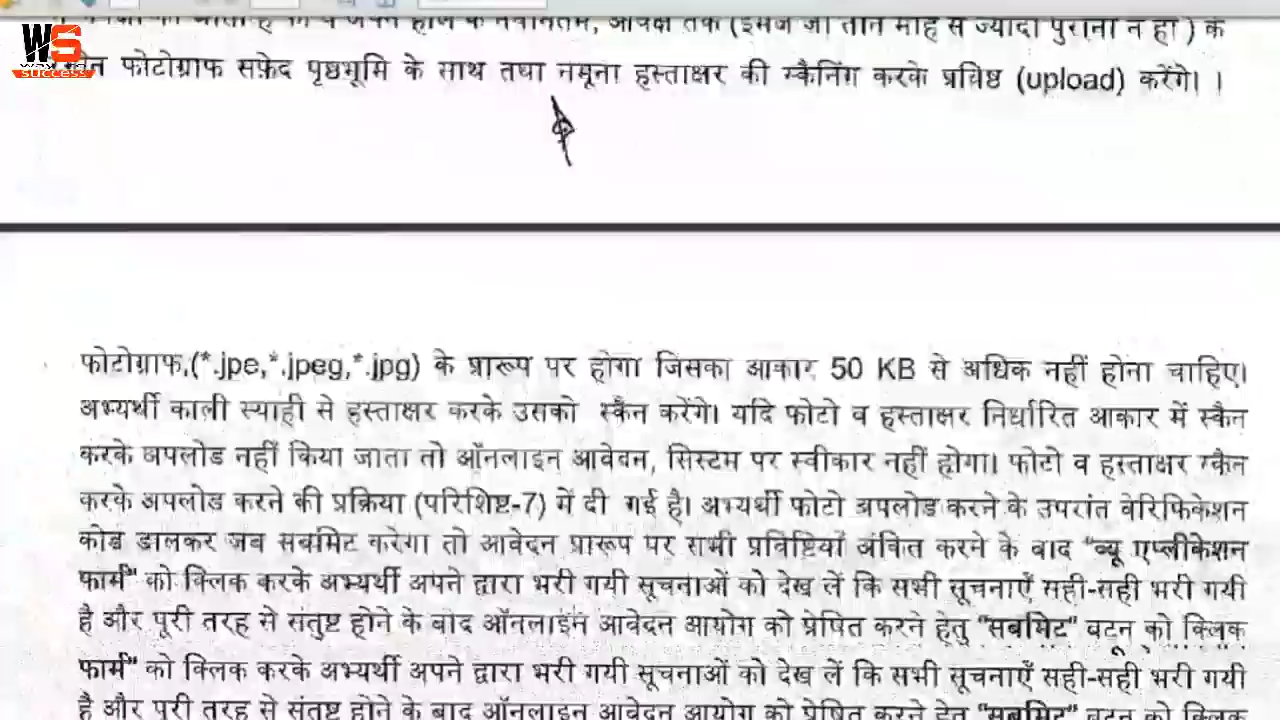 WS
SUCCESS
नवीनतम, (इमेज जो तीन माह से ज्यादा पुराना न हो) के
फोटोग्राफ सफ़ेद पृष्ठभूमि के साथ तथा नमूना हस्ताक्षर की स्कैनिंग करके प्रविष्ठ (upload) करेंगे। ।
फोटोग्राफ,(*.jpe,*.jpeg,*.jpg) के प्रारूप पर होगा जिसका आकार 50 KB से अधिक नहीं होना चाहिए।
अभ्यर्थी काली स्याही से हस्ताक्षर करके उसको स्कैन करेंगे। यदि फोटो व हस्ताक्षर निर्धारित आकार में स्कैन
करके अपलोड नहीं किया जाता तो ऑनलाइन आवेदन, सिस्टम पर स्वीकार नहीं होगा। फोटो व हस्ताक्षर स्कैन
करके अपलोड करने की प्रक्रिया (परिशिष्ट-7) में दी गई है। अभ्यर्थी फोटो अपलोड करने के उपरांत वेरिफिकेशन
कोड डालकर जब सबमिट करेगा तो आवेदन प्रारूप पर सभी प्रविष्टियाँ अंकित करने के बाद "व्यू एप्लीकेशन
फार्म" को क्लिक करके अभ्यर्थी अपने द्वारा भरी गयी सूचनाओं को देख लें कि सभी सूचनाएँ सही-सही भरी गयी
है और पूरी तरह से संतुष्ट होने के बाद ऑनलाइन आवेदन आयोग को प्रेषित करने हेतु "सबमिट" बटन को क्लिक
फार्म" को क्लिक करके अभ्यर्थी अपने द्वारा भरी गयी सूचनाओं को देख लें कि सभी सूचनाएँ सही-सही भरी गयी
है और पूरी तरह से संतुष्ट होने के बाद ऑनलाइन आवेदन आयोग को प्रेषित करने हेतु "सबमिट" बटन को क्लिक